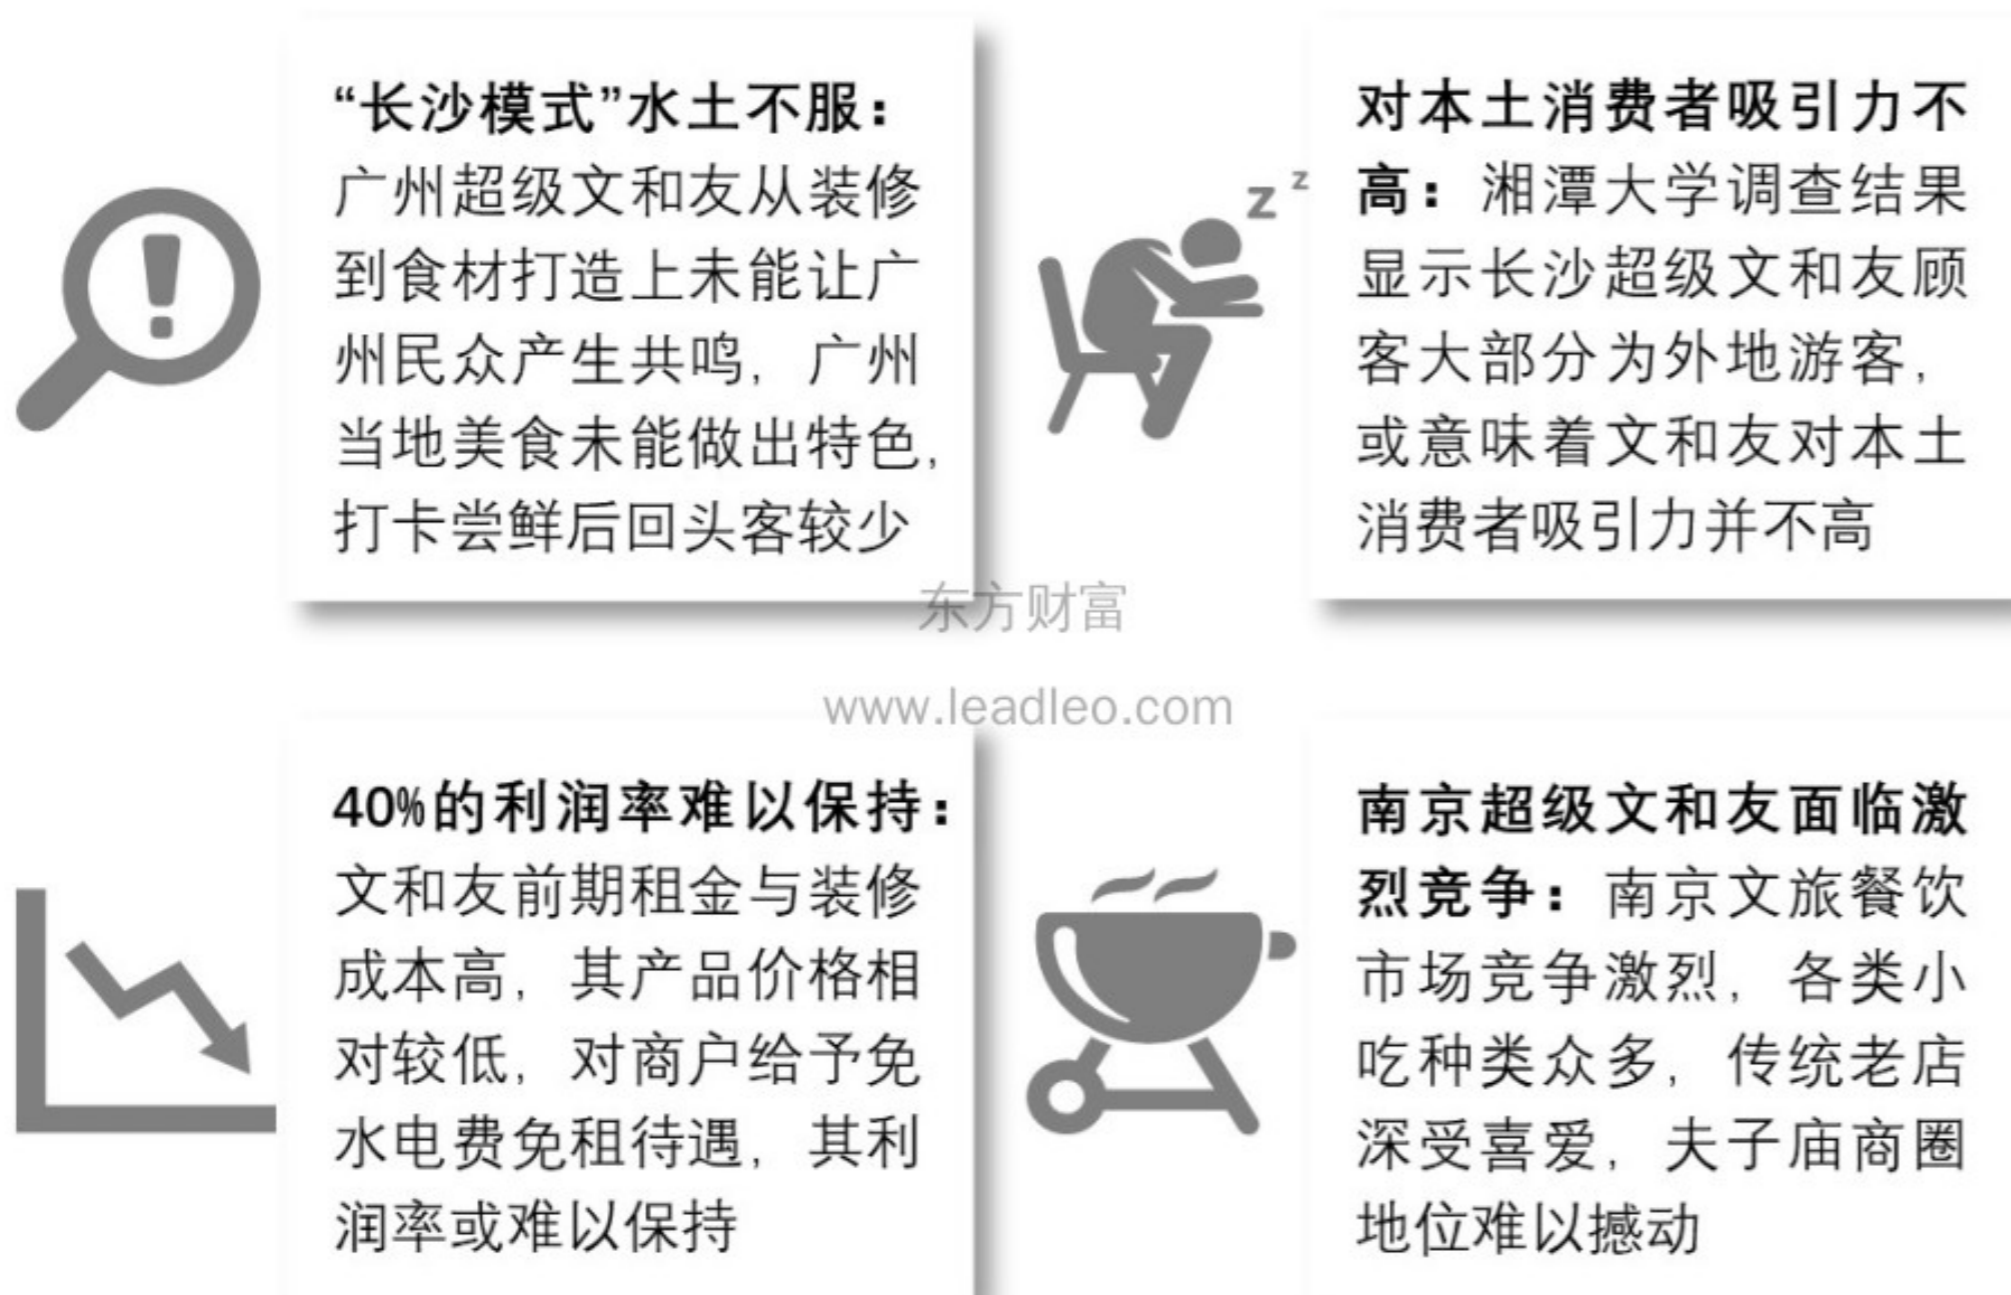 “长沙模式”水土不服：
广州超级文和友从装修
到食材打造上未能让广
州民众产生共鸣，广州
当地美食未能做出特色，
打卡尝鲜后回头客较少
z z
对本土消费者吸引力不
高：湘潭大学调查结果
显示长沙超级文和友顾
客大部分为外地游客，
或意味着文和友对本土
消费者吸引力并不高
东方财富
www.leadleo.com
40%的利润率难以保持：
文和友前期租金与装修
成本高，其产品价格相
对较低，对商户给予免
水电费免租待遇，其利
润率或难以保持
南京超级文和友面临激
烈竞争：南京文旅餐饮
市场竞争激烈，各类小
吃种类众多，传统老店
深受喜爱，夫子庙商圈
地位难以撼动